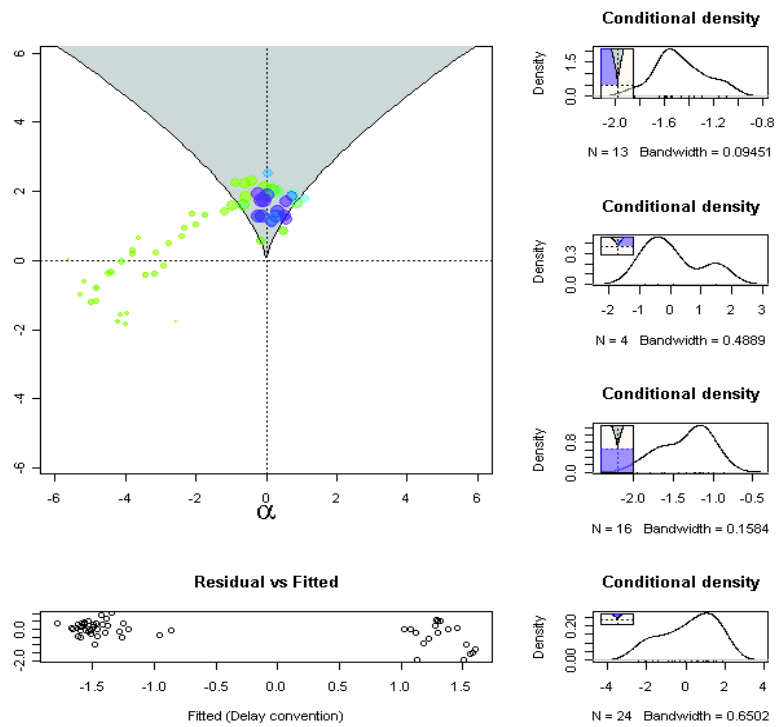 6
4
2
0
-2
-4
-6
-6 -4 -2 0 2 4 6
α
Conditional density
Density
0.0 1.5
-2.0 -1.6 -1.2 -0.8
N = 13 Bandwidth = 0.09451
Conditional density
Density
0.0 0.3
-2 -1 0 1 2 3
N = 4 Bandwidth = 0.4889
Conditional density
Density
0.0 0.8
-2.0 -1.5 -1.0 -0.5
N = 16 Bandwidth = 0.1584
Residual vs Fitted
-2.0 0.0
-1.5 -1.0 -0.5 0.0 0.5 1.0 1.5
Fitted (Delay convention)
Conditional density
Density
0.00 0.20
-4 -2 0 2 4
N = 24 Bandwidth = 0.6502